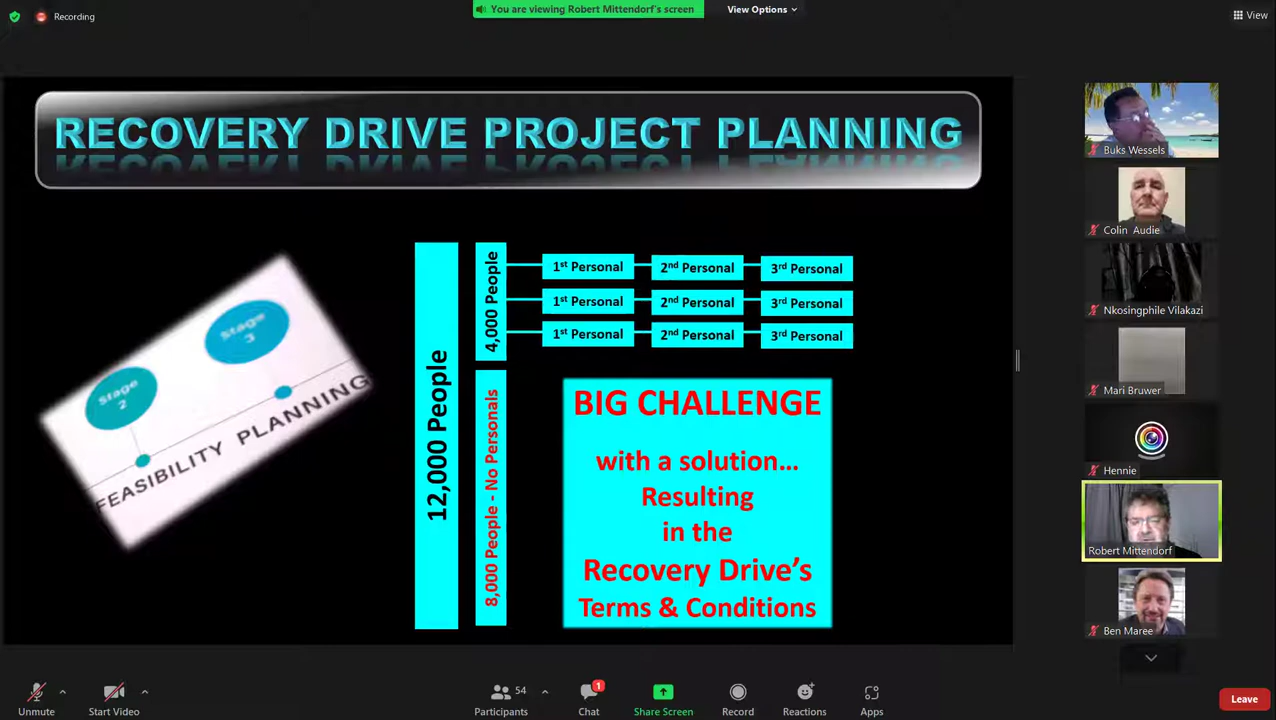 Recording
You are viewing Robert Mittendorf's screen
View Options
View
RECOVERY DRIVE PROJECT PLANNING
Stage
2
Stage
3
FEASIBILITY PLANNING
12,000 People
4,000 People
8,000 People - No Personals
1st Personal
2nd Personal
3rd Personal
1st Personal
2nd Personal
3rd Personal
1st Personal
2nd Personal
3rd Personal
BIG CHALLENGE
with a solution...
Resulting
in the
Recovery Drive's
Terms & Conditions
Buks Wessels
Colin Audie
Nkosingphile Vilakazi
Mari Bruwer
Hennie
Robert Mittendorf
Ben Maree
Unmute
Start Video
54
Participants
1
Chat
Share Screen
Record
Reactions
Apps
Leave